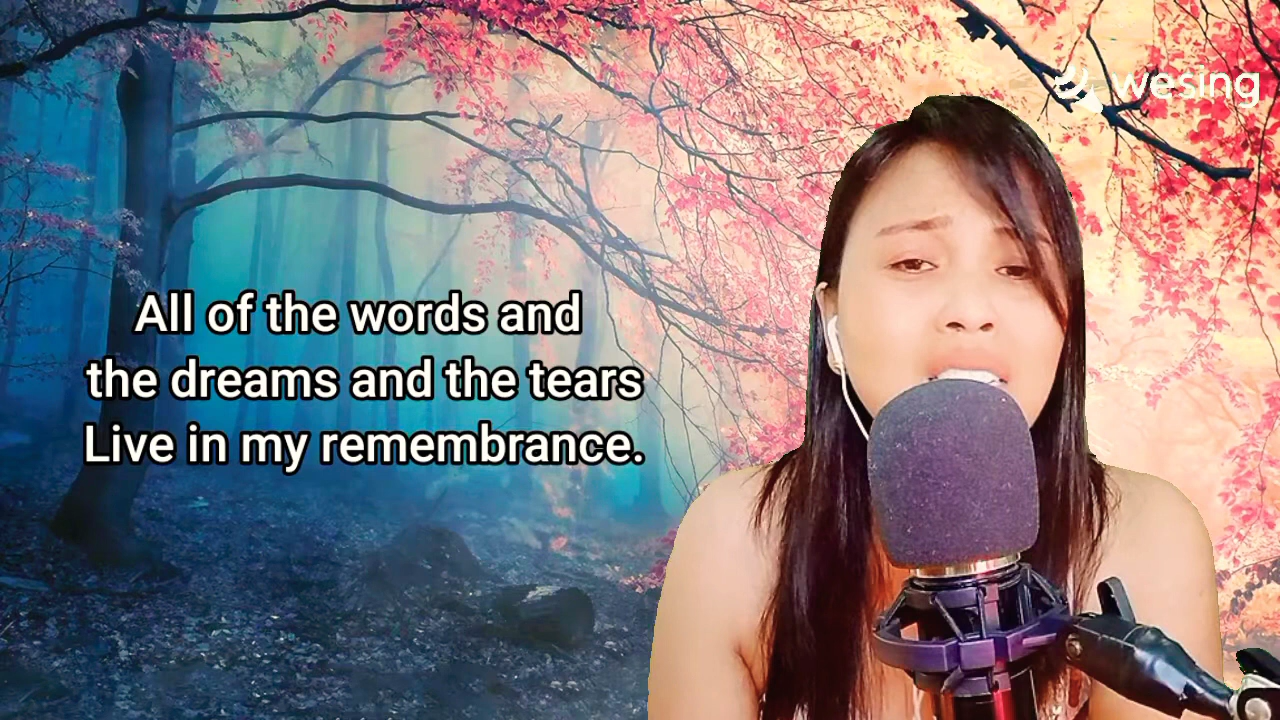 wesing
All of the words and
the dreams and the tears
Live in my remembrance.